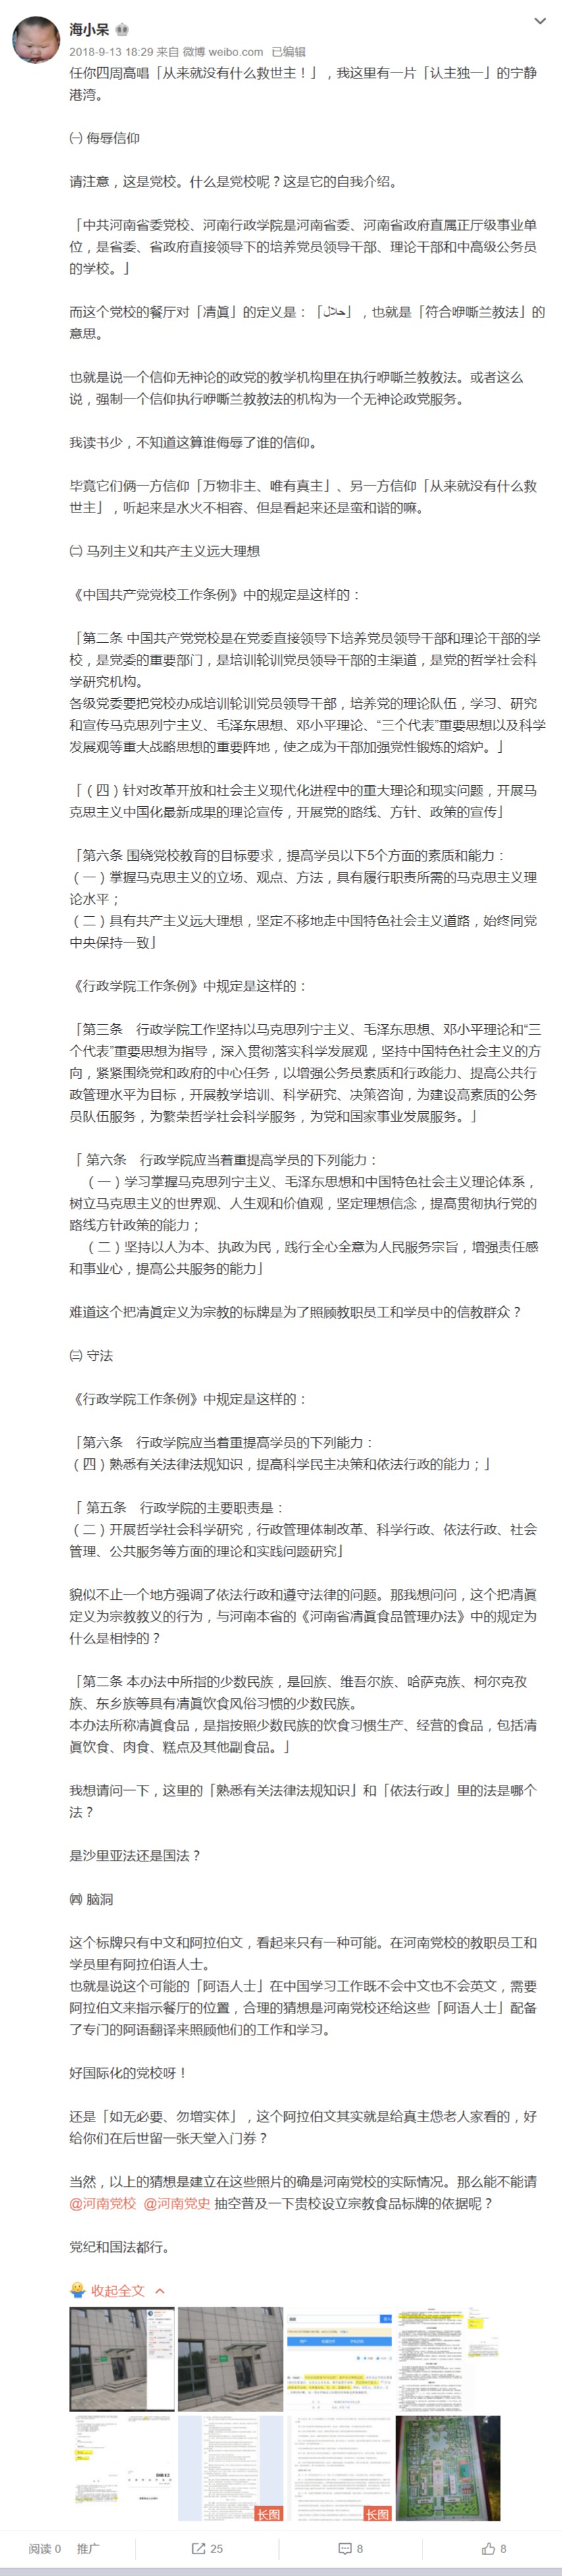 海小呆
2018-9-13 18:29 来自 微博 weibo.com 已编辑
任你四周高唱「从来就没有什么救世主！」，我这里有一片「认主独一」的宁静
港湾。
㈠ 侮辱信仰
请注意，这是党校。什么是党校呢？这是它的自我介绍。
「中共河南省委党校、河南行政学院是河南省委、河南省政府直属正厅级事业单
位，是省委、省政府直接领导下的培养党员领导干部、理论干部和中高级公务员
的学校。」
而这个党校的餐厅对「凊眞」的定义是：「حلال」，也就是「符合咿嘶兰教法」的
意思。
也就是说一个信仰无神论的政党的教学机构里在执行咿嘶兰教教法。或者这么
说，强制一个信仰执行咿嘶兰教教法的机构为一个无神论政党服务。
我读书少，不知道这算谁侮辱了谁的信仰。
毕竟它们俩一方信仰「万物非主、唯有真主」、另一方信仰「从来就没有什么救
世主」，听起来是水火不相容、但是看起来还是蛮和谐的嘛。
㈡ 马列主义和共产主义远大理想
《中国共产党党校工作条例》中的规定是这样的：
「第二条 中国共产党党校是在党委直接领导下培养党员领导干部和理论干部的学
校，是党委的重要部门，是培训轮训党员领导干部的主渠道，是党的哲学社会科
学研究机构。
各级党委要把党校办成培训轮训党员领导干部，培养党的理论队伍，学习、研究
和宣传马克思列宁主义、毛泽东思想、邓小平理论、“三个代表”重要思想以及科学
发展观等重大战略思想的重要阵地，使之成为干部加强党性锻炼的熔炉。」
「（四）针对改革开放和社会主义现代化进程中的重大理论和现实问题，开展马
克思主义中国化最新成果的理论宣传，开展党的路线、方针、政策的宣传」
「第六条 围绕党校教育的目标要求，提高学员以下5个方面的素质和能力：
（一）掌握马克思主义的立场、观点、方法，具有履行职责所需的马克思主义理
论水平；
（二）具有共产主义远大理想，坚定不移地走中国特色社会主义道路，始终同党
中央保持一致」
《行政学院工作条例》中规定是这样的：
「第三条　行政学院工作坚持以马克思列宁主义、毛泽东思想、邓小平理论和“三
个代表”重要思想为指导，深入贯彻落实科学发展观，坚持中国特色社会主义的方
向，紧紧围绕党和政府的中心任务，以增强公务员素质和行政能力、提高公共行
政管理水平为目标，开展教学培训、科学研究、决策咨询，为建设高素质的公务
员队伍服务，为繁荣哲学社会科学服务，为党和国家事业发展服务。」
「 第六条　行政学院应当着重提高学员的下列能力：
（一）学习掌握马克思列宁主义、毛泽东思想和中国特色社会主义理论体系，
树立马克思主义的世界观、人生观和价值观，坚定理想信念，提高贯彻执行党的
路线方针政策的能力；
（二）坚持以人为本、执政为民，践行全心全意为人民服务宗旨，增强责任感
和事业心，提高公共服务的能力」
难道这个把凊眞定义为宗教的标牌是为了照顾教职员工和学员中的信教群众？
㈢ 守法
《行政学院工作条例》中规定是这样的：
「第六条　行政学院应当着重提高学员的下列能力：
（四）熟悉有关法律法规知识，提高科学民主决策和依法行政的能力；」
「 第五条　行政学院的主要职责是：
（二）开展哲学社会科学研究，行政管理体制改革、科学行政、依法行政、社会
管理、公共服务等方面的理论和实践问题研究」
貌似不止一个地方强调了依法行政和遵守法律的问题。那我想问问，这个把凊眞
定义为宗教教义的行为，与河南本省的《河南省凊眞食品管理办法》中的规定为
什么是相悖的？
「第二条 本办法中所指的少数民族，是回族、维吾尔族、哈萨克族、柯尔克孜
族、东乡族等具有凊眞饮食风俗习惯的少数民族。
本办法所称凊眞食品，是指按照少数民族的饮食习惯生产、经营的食品，包括凊
眞饮食、肉食、糕点及其他副食品。」
我想请问一下，这里的「熟悉有关法律法规知识」和「依法行政」里的法是哪个
法？
是沙里亚法还是国法？
㈣ 脑洞
这个标牌只有中文和阿拉伯文，看起来只有一种可能。在河南党校的教职员工和
学员里有阿拉伯语人士。
也就是说这个可能的「阿语人士」在中国学习工作既不会中文也不会英文，需要
阿拉伯文来指示餐厅的位置，合理的猜想是河南党校还给这些「阿语人士」配备
了专门的阿语翻译来照顾他们的工作和学习。
好国际化的党校呀！
还是「如无必要、勿增实体」，这个阿拉伯文其实就是给真主您老人家看的，好
给你们在后世留一张天堂入门券？
当然，以上的猜想是建立在这些照片的确是河南党校的实际情况。那么能不能请
@河南党校 @河南党史 抽空普及一下贵校设立宗教食品标牌的依据呢？
党纪和国法都行。
收起全文
长图
长图
阅读 0 推广 25 8 8